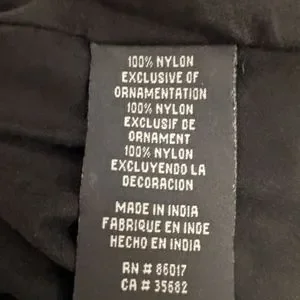 100% NYLON
EXCLUSIVE OF
ORNAMENTATION
100% NYLON
EXCLUSIF DE
ORNAMENT
100% NYLON
EXCLUYENDO LA
DECORACION
MADE IN INDIA
FABRIQUE EN INDE
HECHO EN INDIA
RN # 86017
CA # 35682